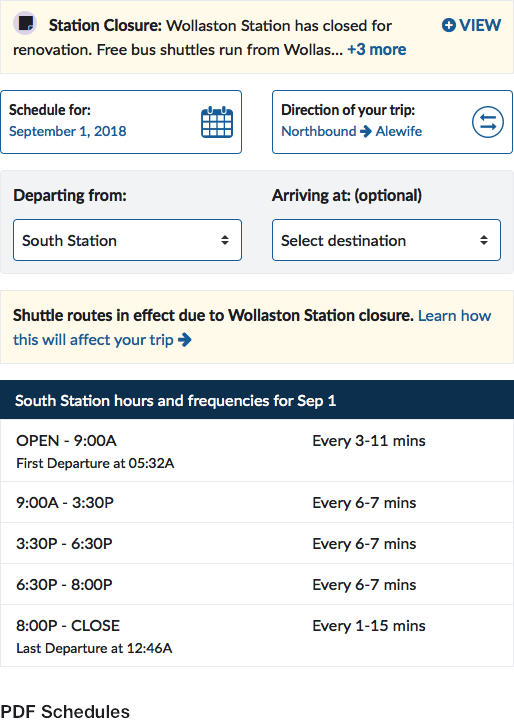 Station Closure: Wollaston Station has closed for
renovation. Free bus shuttles run from Wollas... +3 more
VIEW
Schedule for:
September 1, 2018
Direction of your trip:
Northbound → Alewife
Departing from:
South Station
Arriving at: (optional)
Select destination
Shuttle routes in effect due to Wollaston Station closure. Learn how
this will affect your trip →
South Station hours and frequencies for Sep 1
OPEN - 9:00A Every 3-11 mins
First Departure at 05:32A
9:00A - 3:30P Every 6-7 mins
3:30P - 6:30P Every 6-7 mins
6:30P - 8:00P Every 6-7 mins
8:00P - CLOSE Every 1-15 mins
Last Departure at 12:46A
PDF Schedules